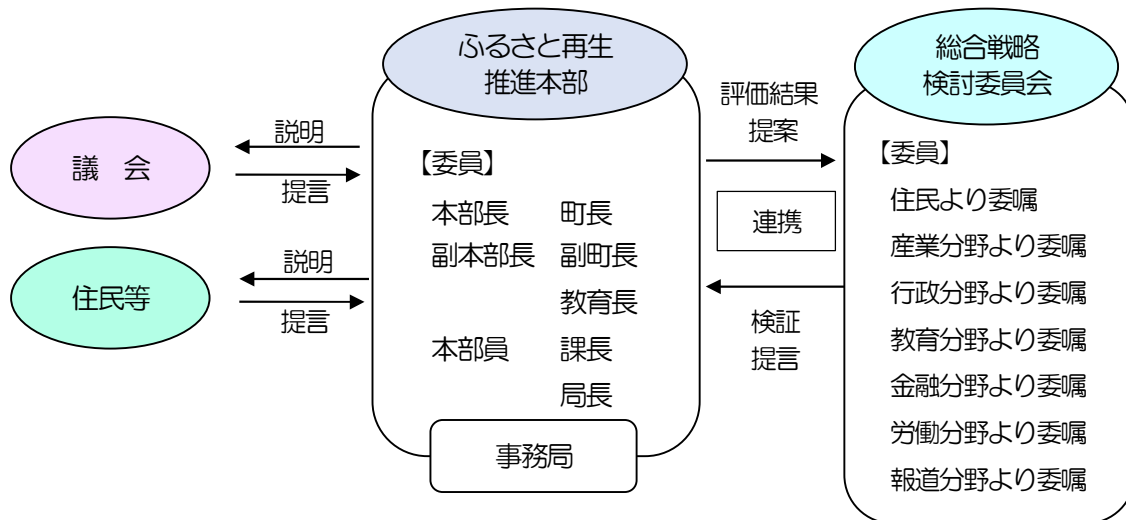 ふるさと再生
推進本部
総合戦略
検討委員会
議　会
説明
提言
住民等
説明
提言
【委員】
本部長　町長
副本部長　副町長
教育長
本部員　課長
局長
事務局
評価結果
提案
連携
検証
提言
【委員】
住民より委嘱
産業分野より委嘱
行政分野より委嘱
教育分野より委嘱
金融分野より委嘱
労働分野より委嘱
報道分野より委嘱